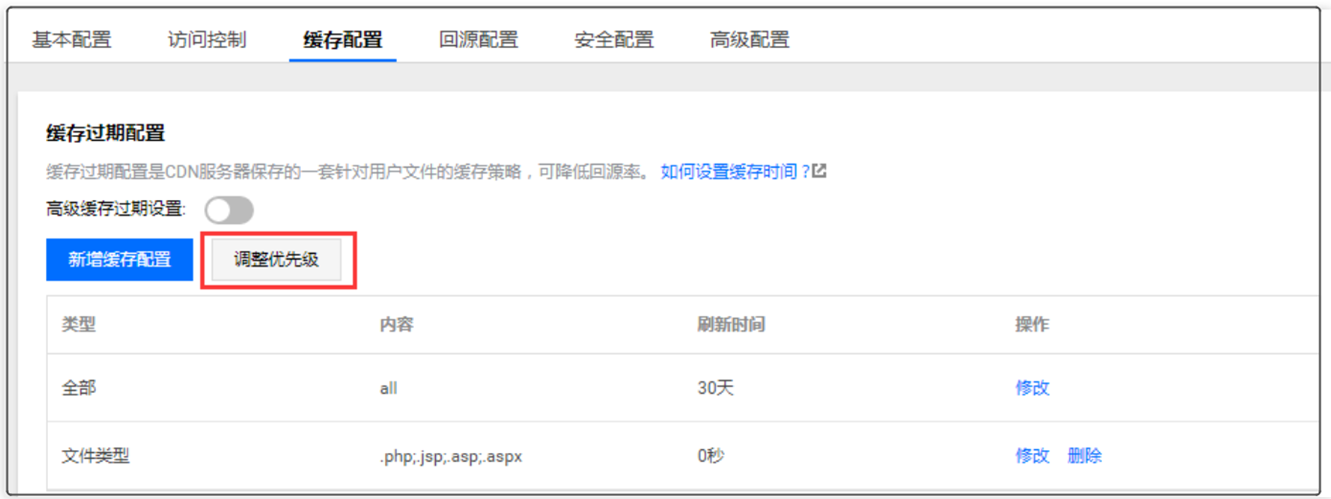 基本配置 访问控制 缓存配置 回源配置 安全配置 高级配置
缓存过期配置
缓存过期配置是CDN服务器保存的一套针对用户文件的缓存策略，可降低回源率。 如何设置缓存时间？
高级缓存过期设置:
新增缓存配置 调整优先级
类型 内容 刷新时间 操作
全部 all 30天 修改
文件类型 .php;.jsp;.asp;.aspx 0秒 修改 删除